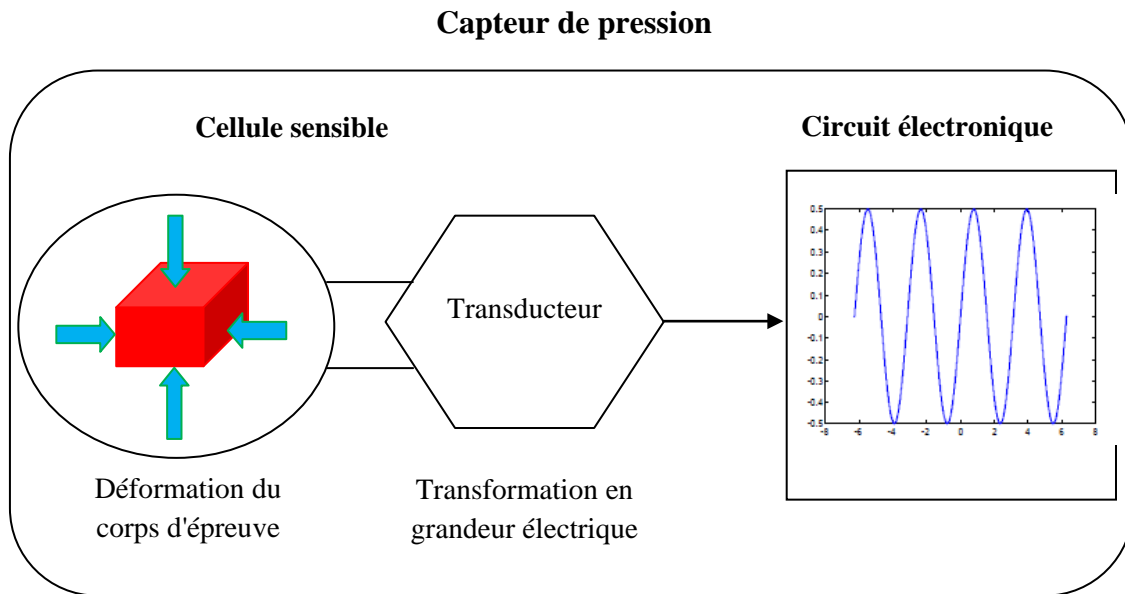 Capteur de pression
Cellule sensible
Circuit électronique
Transducteur
0.5
0.4
0.3
0.2
0.1
0
-0.1
-0.2
-0.3
-0.4
-0.5
-8 -6 -4 -2 0 2 4 6 8
Déformation du
corps d'épreuve
Transformation en
grandeur électrique